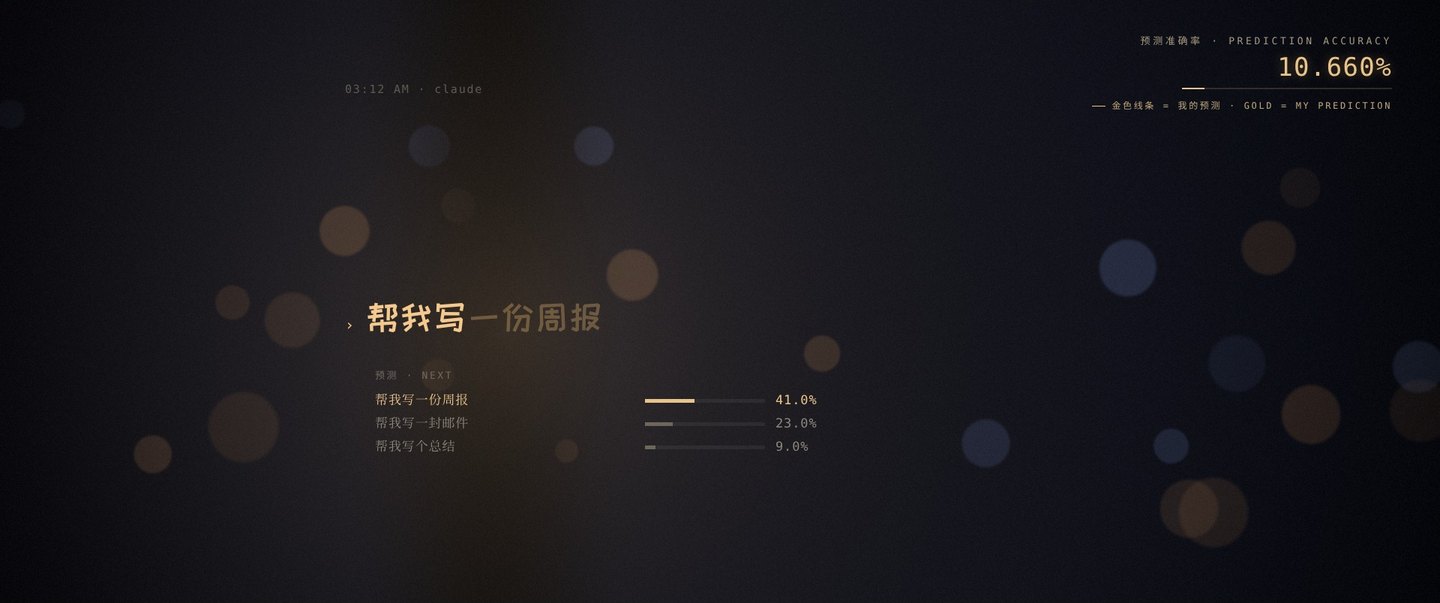 预测准确率 · PREDICTION ACCURACY
10.660%
金色线条 = 我的预测 · GOLD = MY PREDICTION
03:12 AM · claude
› 帮我写一份周报
预测 · NEXT
帮我写一份周报 41.0%
帮我写一封邮件 23.0%
帮我写个总结 9.0%